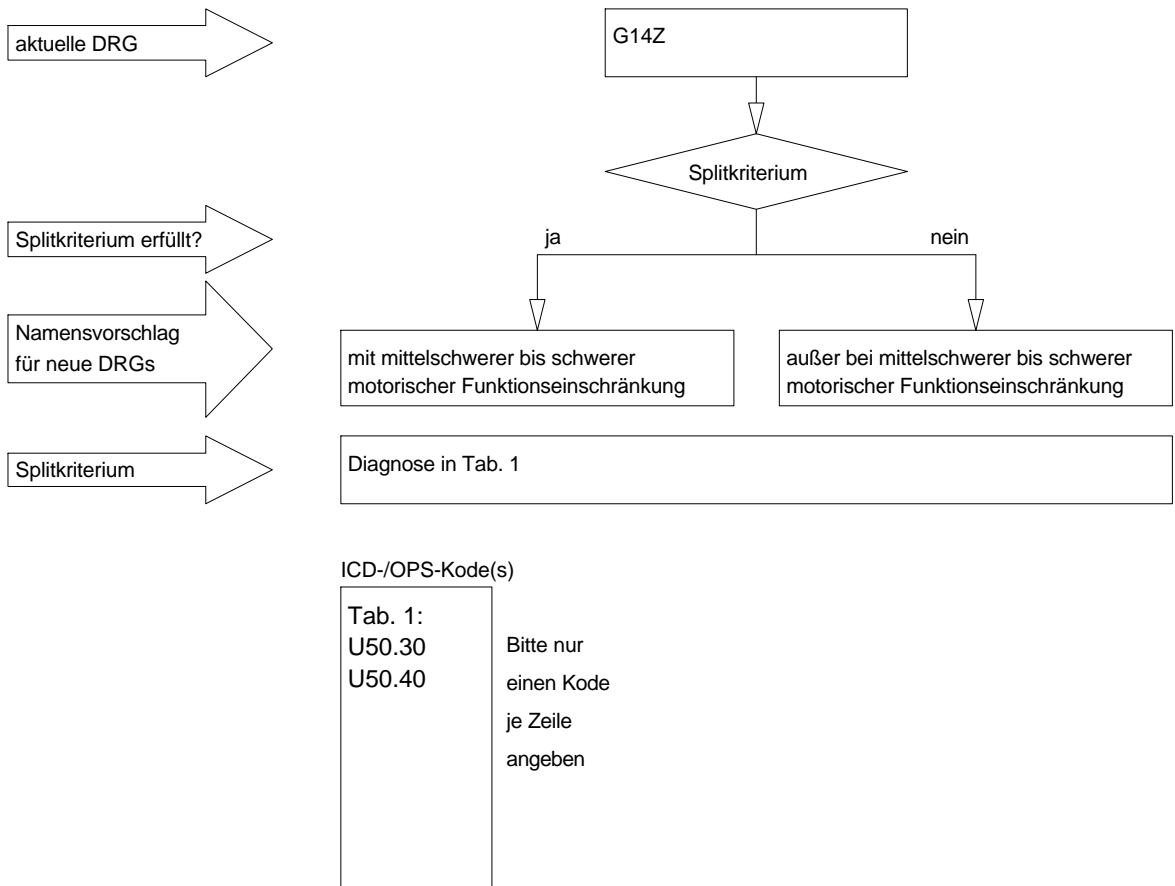 aktuelle DRG
G14Z
Splitkriterium
Splitkriterium erfüllt?
ja
nein
Namensvorschlag
für neue DRGs
mit mittelschwerer bis schwerer
motorischer Funktionseinschränkung
außer bei mittelschwerer bis schwerer
motorischer Funktionseinschränkung
Splitkriterium
Diagnose in Tab. 1
ICD-/OPS-Kode(s)
Tab. 1:
U50.30
U50.40
Bitte nur
einen Kode
je Zeile
angeben